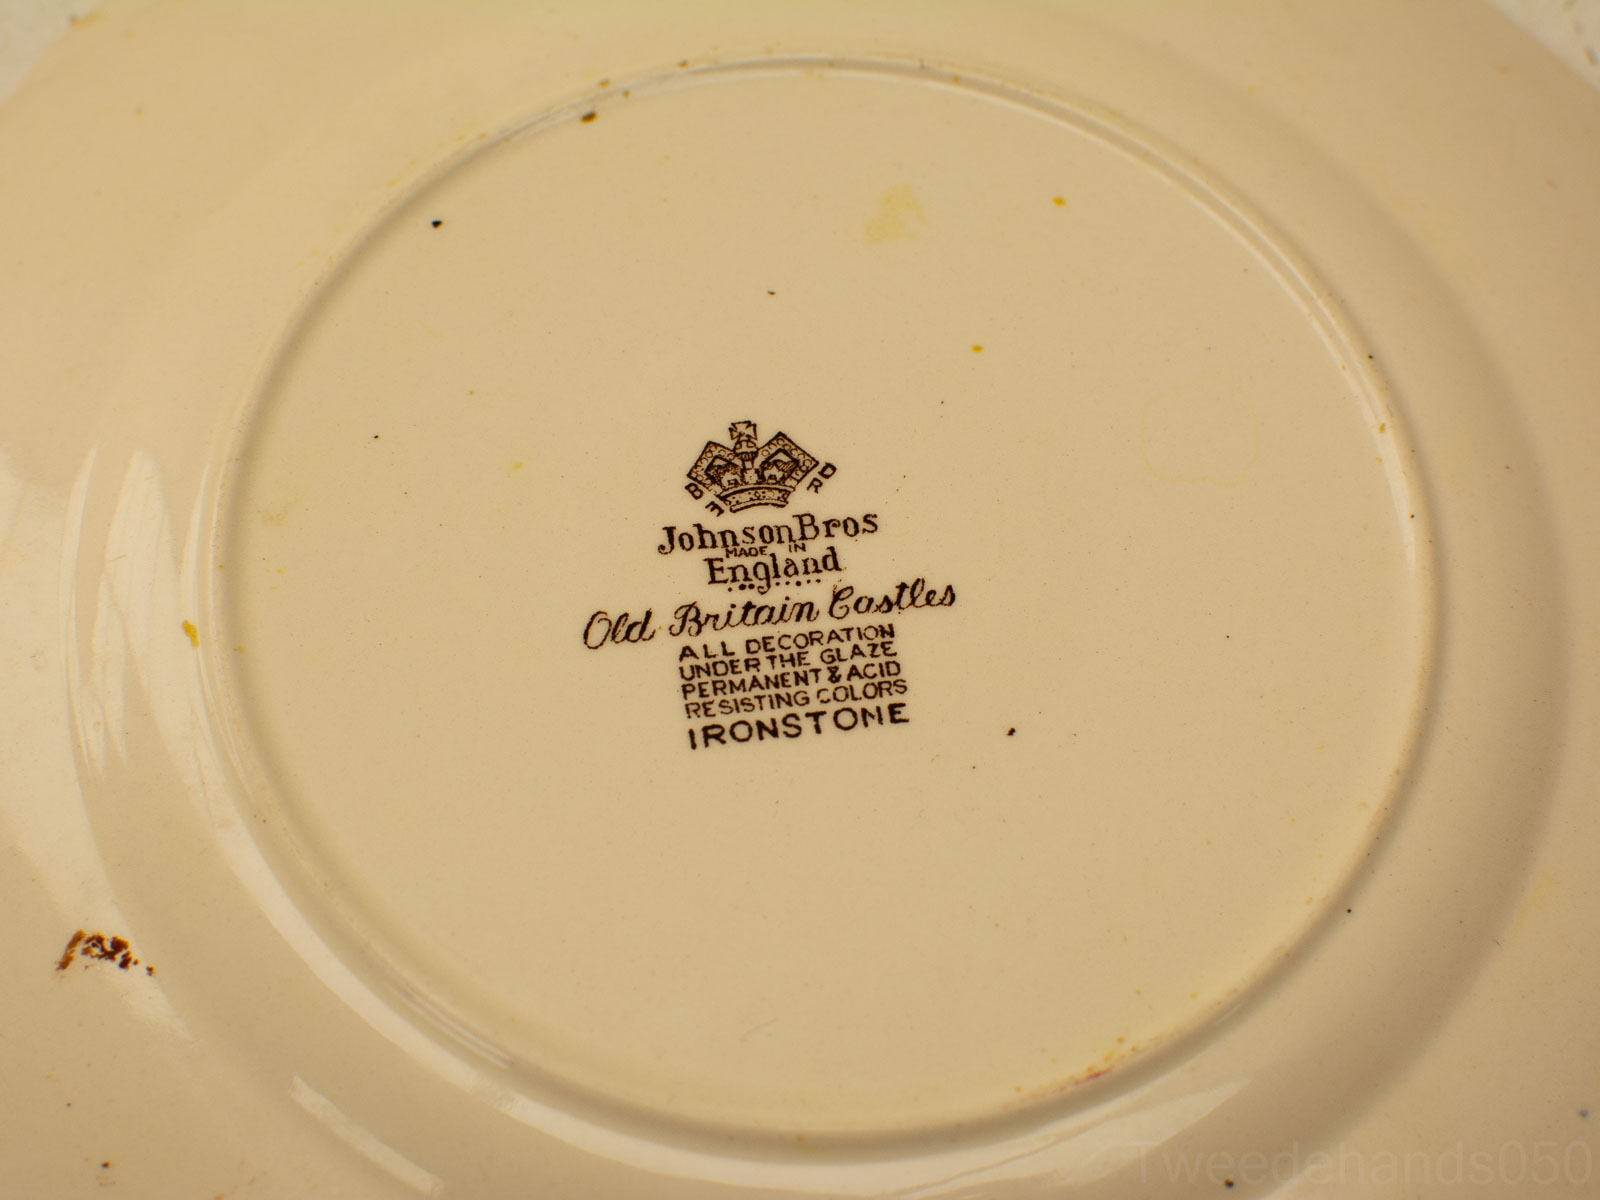 B E D R
Johnson Bros
MADE IN
England
Old Britain Castles
ALL DECORATION
UNDER THE GLAZE
PERMANENT & ACID
RESISTING COLORS
IRONSTONE
Tweedehands050